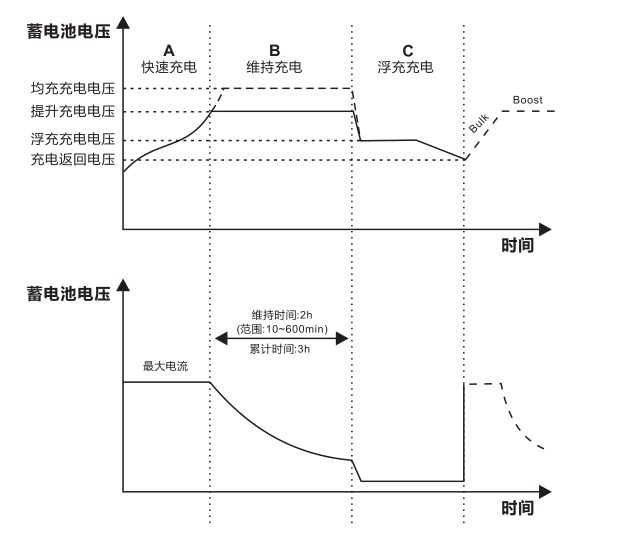 蓄电池电压
A
B
C
快速充电
维持充电
浮充充电
均充充电电压
提升充电电压
浮充充电电压
充电返回电压
Bulk
Boost
时间
蓄电池电压
维持时间:2h
(范围:10~600min)
累计时间:3h
最大电流
时间